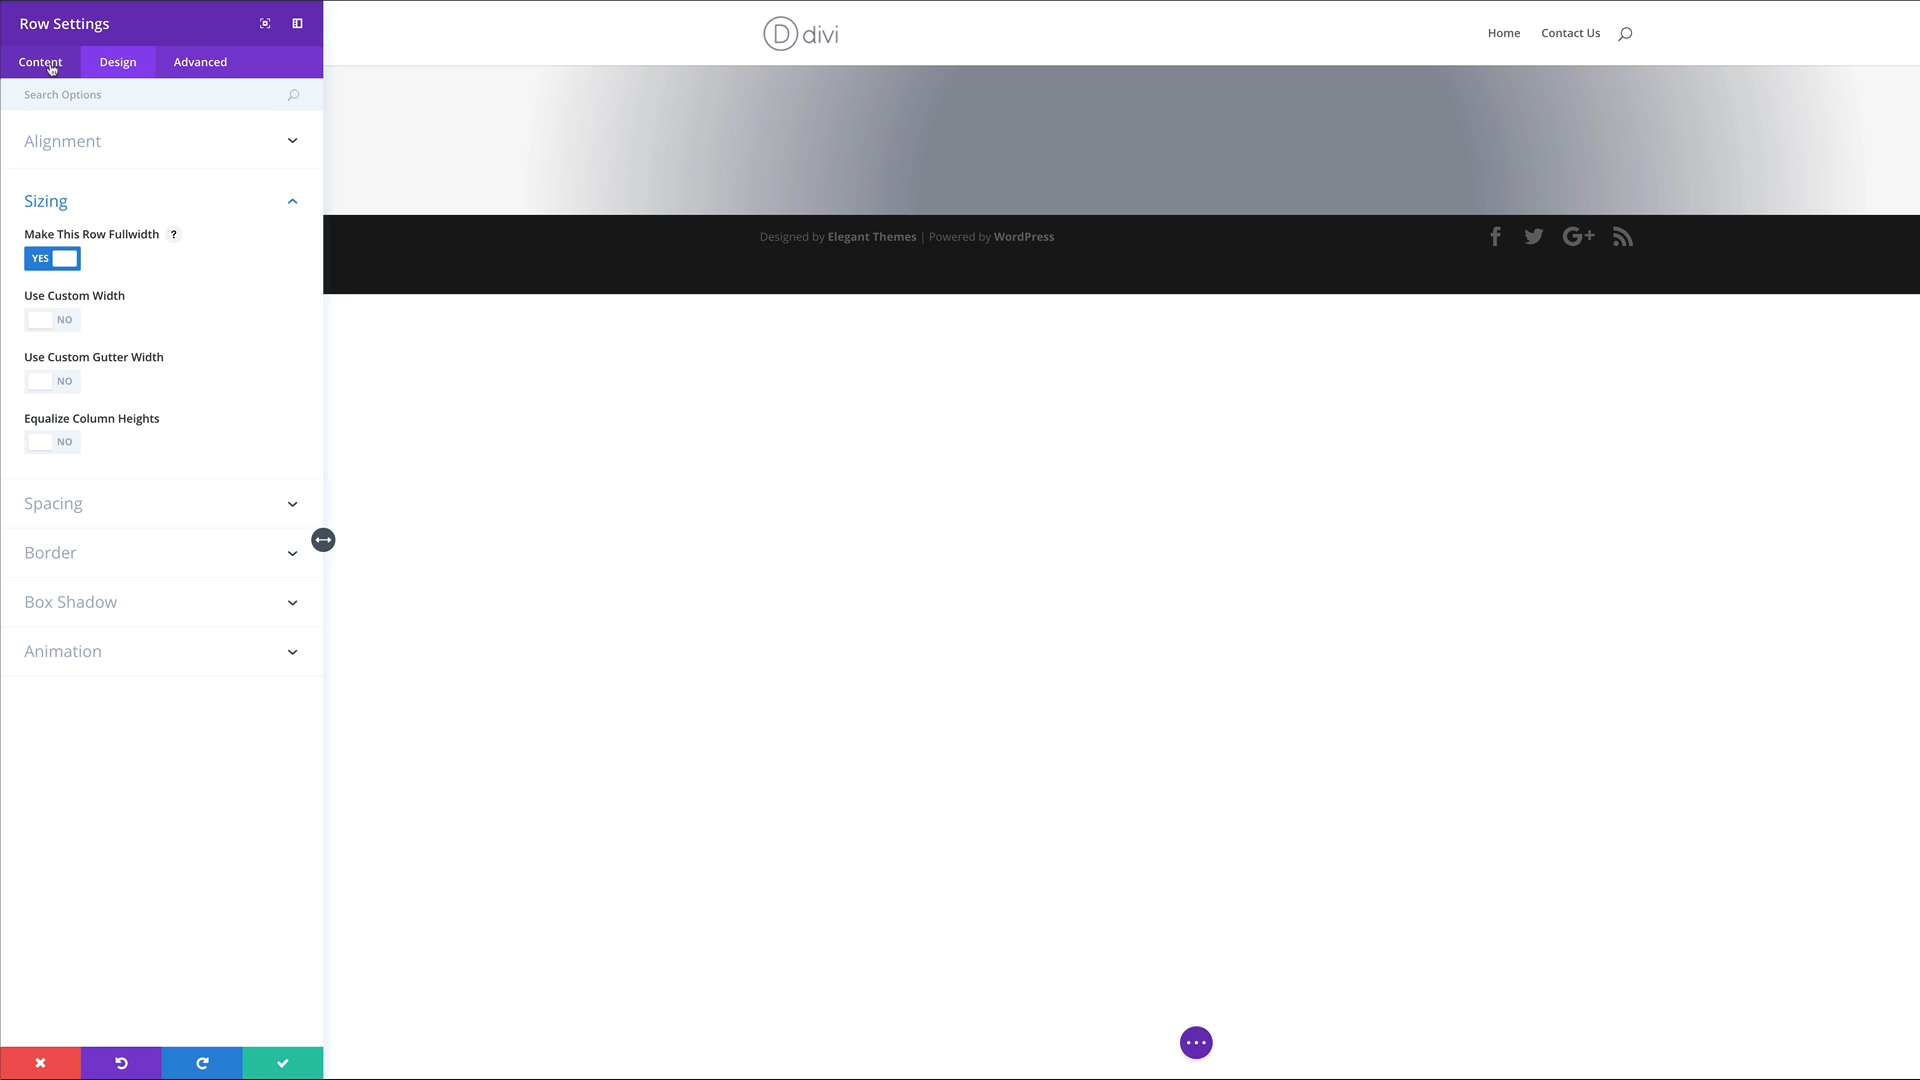 Row Settings
Content Design Advanced
Search Options
Alignment
Sizing
Make This Row Fullwidth ?
YES
Use Custom Width
NO
Use Custom Gutter Width
NO
Equalize Column Heights
NO
Spacing
Border
Box Shadow
Animation
D divi
Home Contact Us
Designed by Elegant Themes | Powered by WordPress
G+